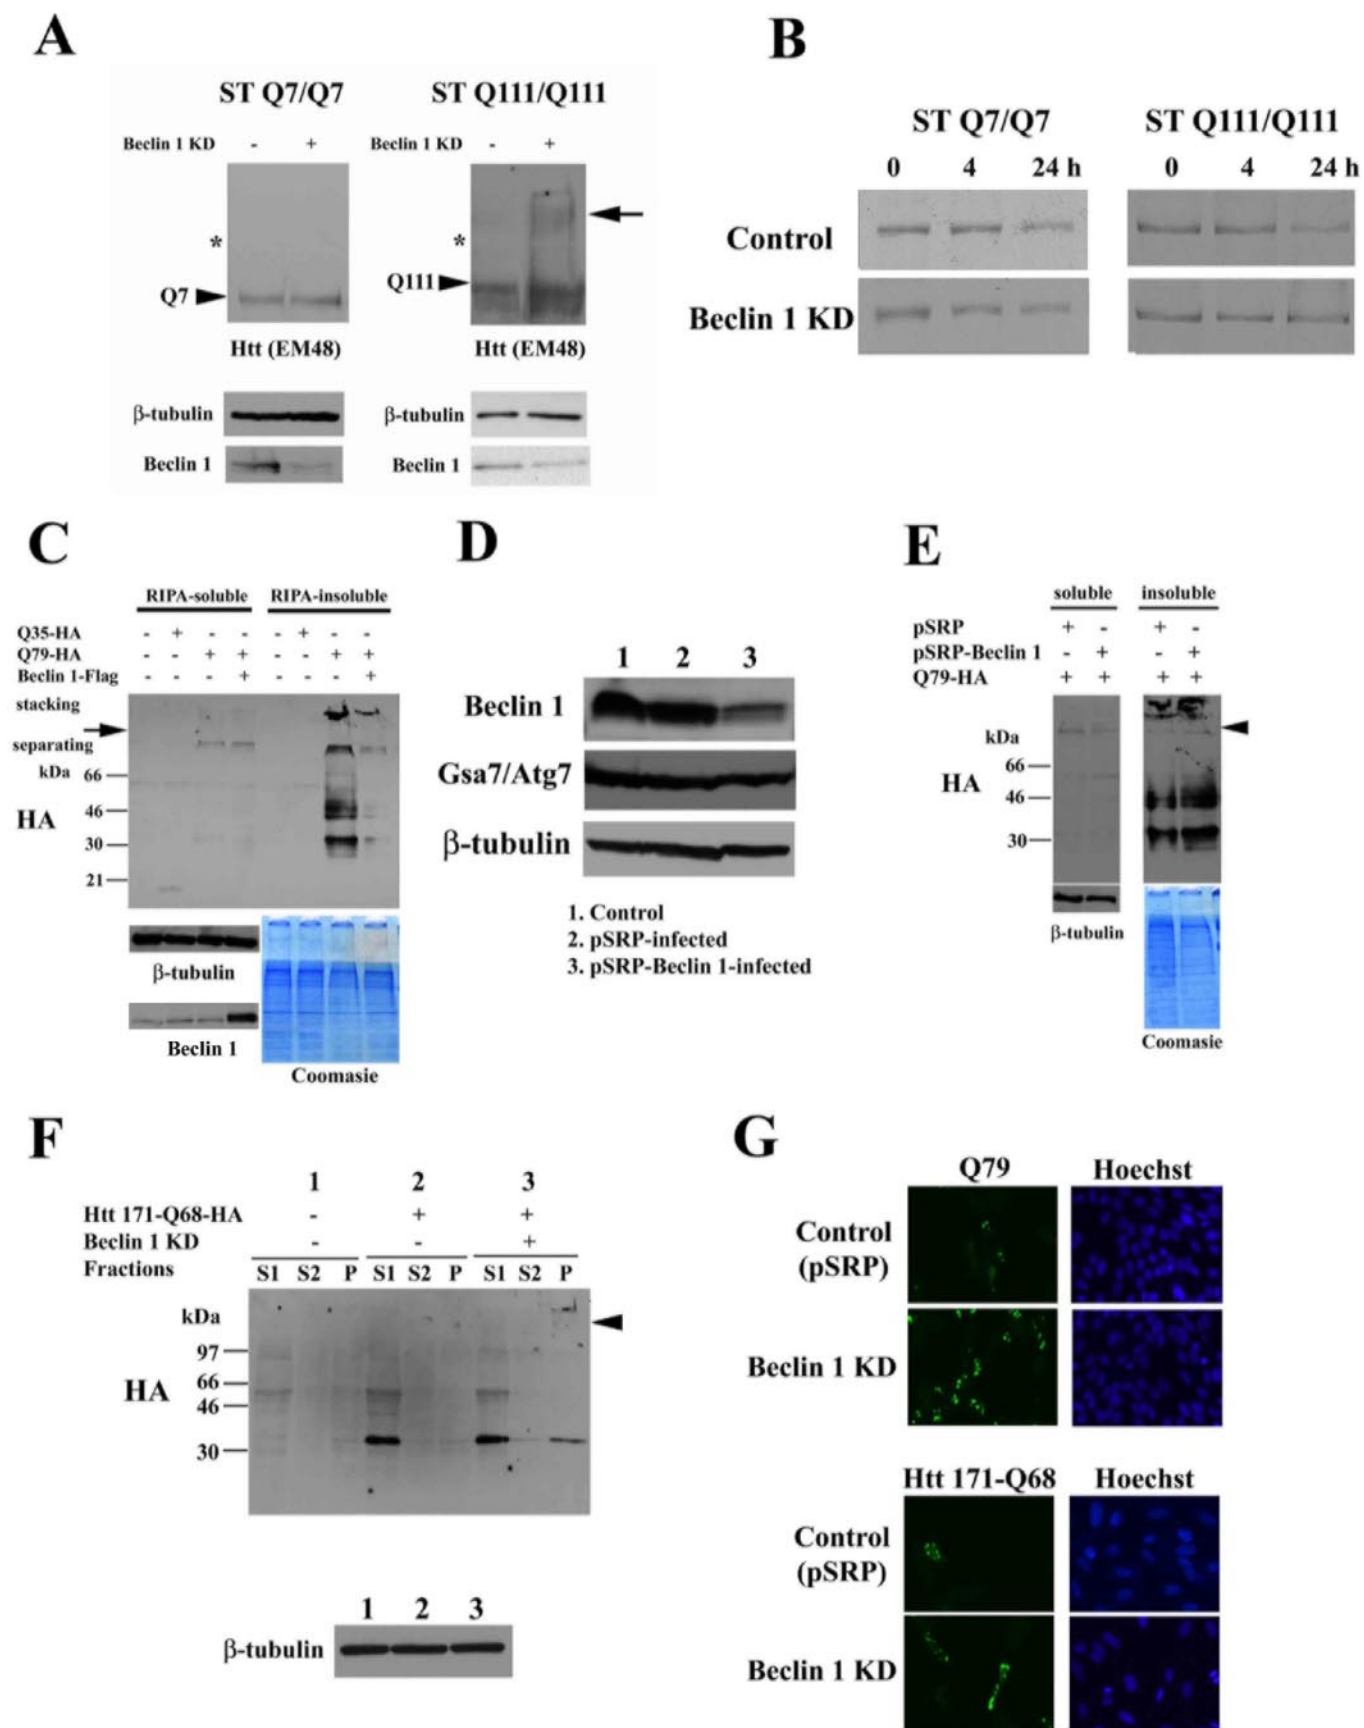 A
ST Q7/Q7 ST Q111/Q111
Beclin 1 KD - + Beclin 1 KD - +
* *
Q7 Q111
Htt (EM48) Htt (EM48)
β-tubulin β-tubulin
Beclin 1 Beclin 1
B
ST Q7/Q7 ST Q111/Q111
0 4 24 h 0 4 24 h
Control
Beclin 1 KD
C
RIPA-soluble RIPA-insoluble
Q35-HA - + - - - + - -
Q79-HA - - + + - - + +
Beclin 1-Flag - - - + - - - +
stacking
separating
kDa
66
46
HA
30
21
β-tubulin
Beclin 1
Coomasie
D
1 2 3
Beclin 1
Gsa7/Atg7
β-tubulin
1. Control
2. pSRP-infected
3. pSRP-Beclin 1-infected
E
soluble insoluble
pSRP + - + -
pSRP-Beclin 1 - + - +
Q79-HA + + + +
kDa
66
HA 46
30
β-tubulin
Coomasie
F
1 2 3
Htt 171-Q68-HA - + +
Beclin 1 KD - - +
Fractions S1 S2 P S1 S2 P S1 S2 P
kDa
97
66
HA
46
30
1 2 3
β-tubulin
G
Q79 Hoechst
Control
(pSRP)
Beclin 1 KD
Htt 171-Q68 Hoechst
Control
(pSRP)
Beclin 1 KD